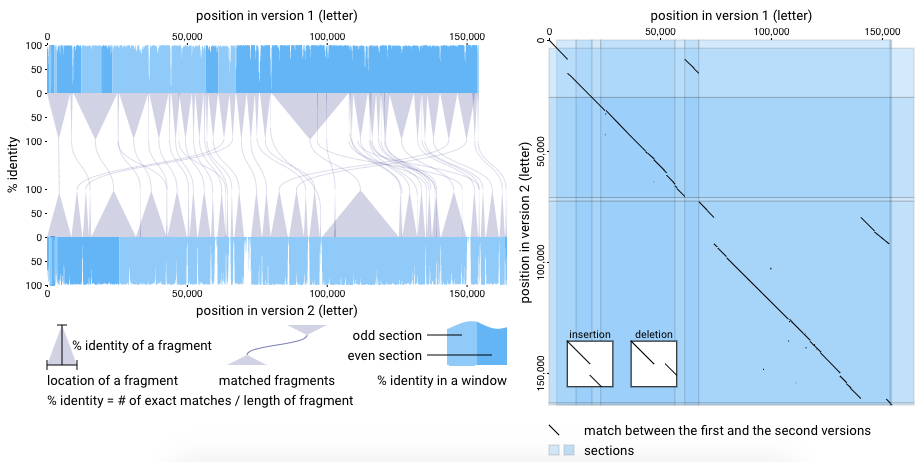 position in version 1 (letter)
0 50,000 100,000 150,000
100
50
0
50
100
% identity
100
50
0
50
100
0 50,000 100,000 150,000
position in version 2 (letter)
% identity of a fragment
location of a fragment
matched fragments
odd section
even section
% identity in a window
% identity = # of exact matches / length of fragment
position in version 1 (letter)
0 50,000 100,000 150,000
0
50,000
100,000
150,000
position in version 2 (letter)
insertion
deletion
match between the first and the second versions
sections